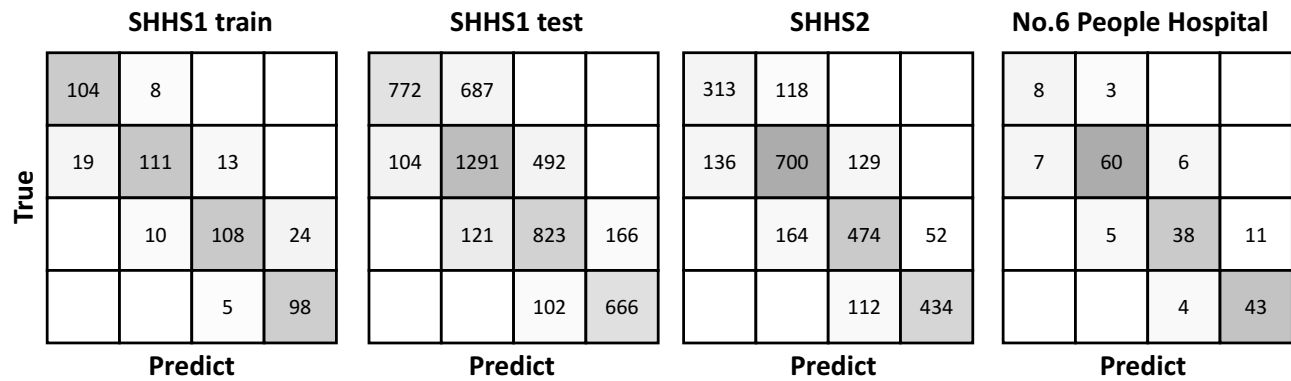 SHHS1 train SHHS1 test SHHS2 No.6 People Hospital
104 8 772 687 313 118 8 3
19 111 13 104 1291 492 136 700 129 7 60 6
True
10 108 24 121 823 166 164 474 52 5 38 11
5 98 102 666 112 434 4 43
Predict Predict Predict Predict